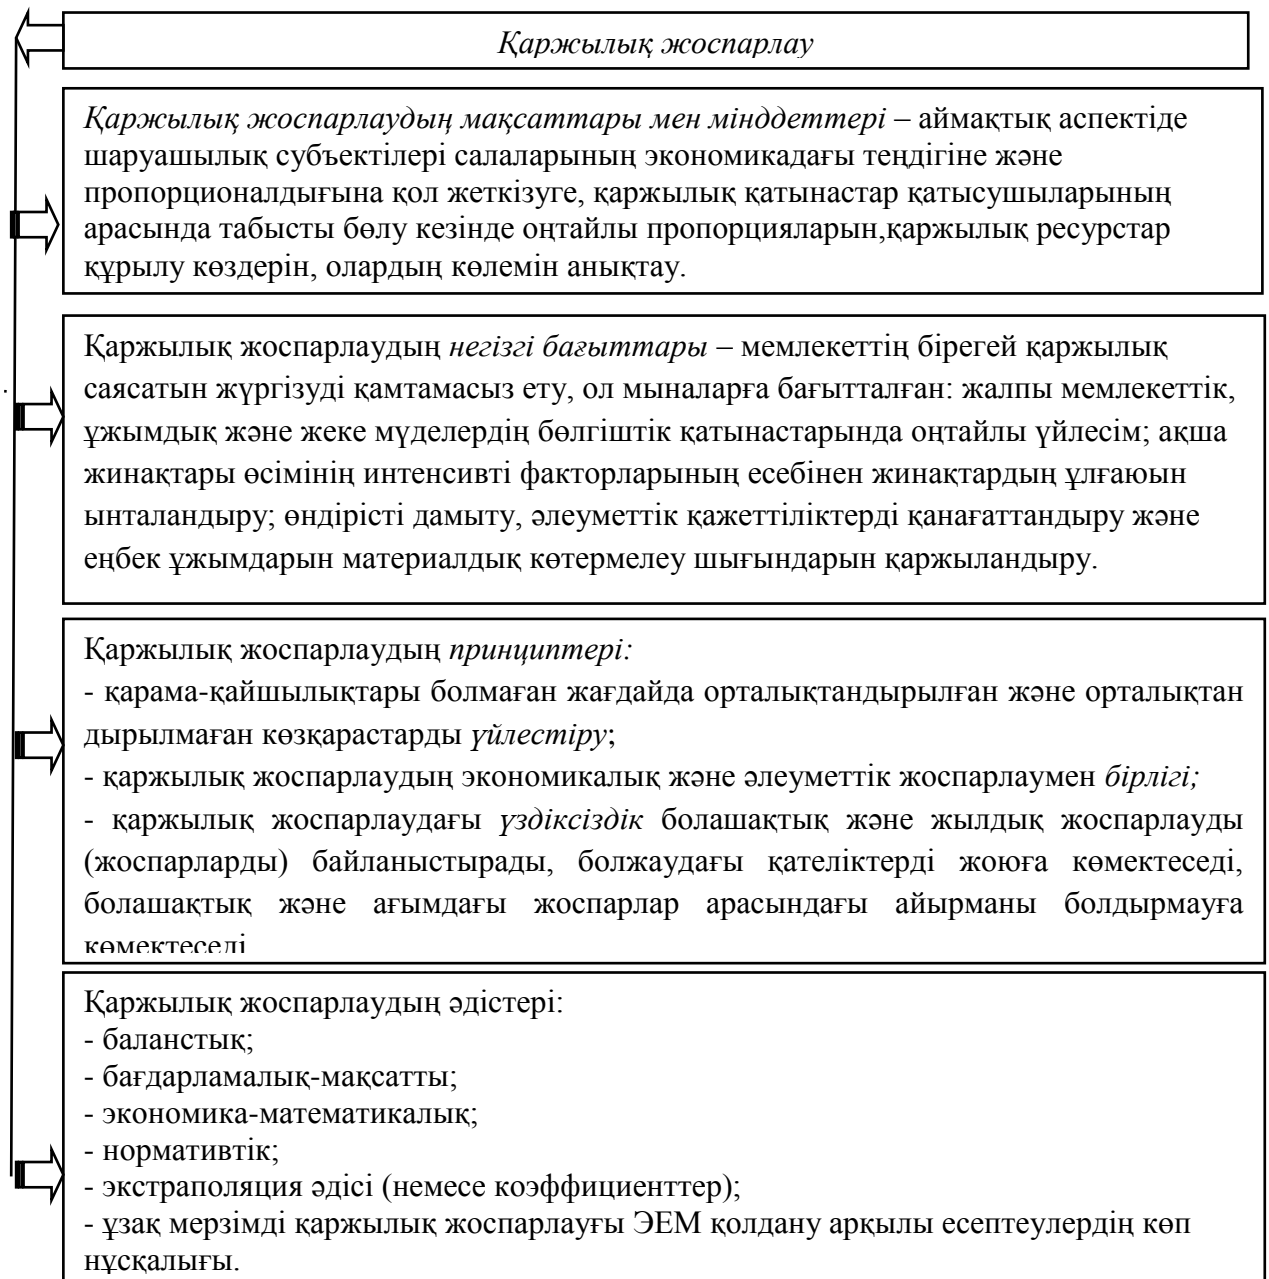 Қаржылық жоспарлау
Қаржылық жоспарлаудың мақсаттары мен мінддеттері – аймақтық аспектіде
шаруашылық субъектілері салаларының экономикадағы теңдігіне және
пропорционалдығына қол жеткізуге, қаржылық қатынастар қатысушыларының
арасында табысты бөлу кезінде оңтайлы пропорцияларын,қаржылық ресурстар
құрылу көздерін, олардың көлемін анықтау.
Қаржылық жоспарлаудың негізгі бағыттары – мемлекеттің бірегей қаржылық
саясатын жүргізуді қамтамасыз ету, ол мыналарға бағытталған: жалпы мемлекеттік,
ұжымдық және жеке мүделердің бөлгіштік қатынастарында оңтайлы үйлесім; ақша
жинақтары өсімінің интенсивті факторларының есебінен жинақтардың ұлғаюын
ынталандыру; өндірісті дамыту, әлеуметтік қажеттіліктерді қанағаттандыру және
еңбек ұжымдарын материалдық көтермелеу шығындарын қаржыландыру.
Қаржылық жоспарлаудың принциптері:
- қарама-қайшылықтары болмаған жағдайда орталықтандырылған және орталықтан
дырылмаған көзқарастарды үйлестіру;
- қаржылық жоспарлаудың экономикалық және әлеуметтік жоспарлаумен бірлігі;
- қаржылық жоспарлаудағы үздіксіздік болашақтық және жылдық жоспарлауды
(жоспарларды) байланыстырады, болжаудағы қателіктерді жоюға көмектеседі,
болашақтық және ағымдағы жоспарлар арасындағы айырманы болдырмауға
көмектеседі
Қаржылық жоспарлаудың әдістері:
- баланстық;
- бағдарламалық-мақсатты;
- экономика-математикалық;
- нормативтік;
- экстраполяция әдісі (немесе коэффициенттер);
- ұзақ мерзімді қаржылық жоспарлауғы ЭЕМ қолдану арқылы есептеулердің көп
нұсқалығы.